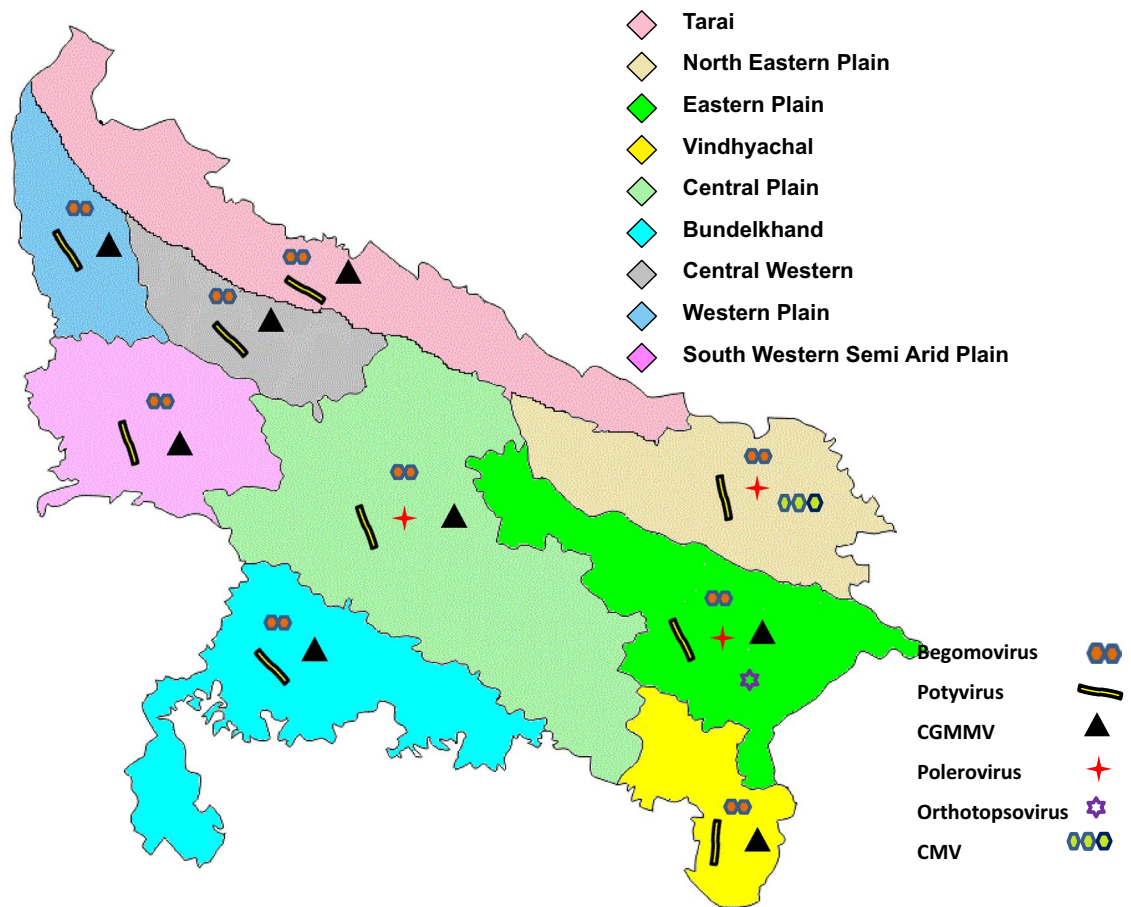 Tarai
North Eastern Plain
Eastern Plain
Vindhyachal
Central Plain
Bundelkhand
Central Western
Western Plain
South Western Semi Arid Plain
Begomovirus
Potyvirus
CGMMV
Polerovirus
Orthotopsovirus
CMV